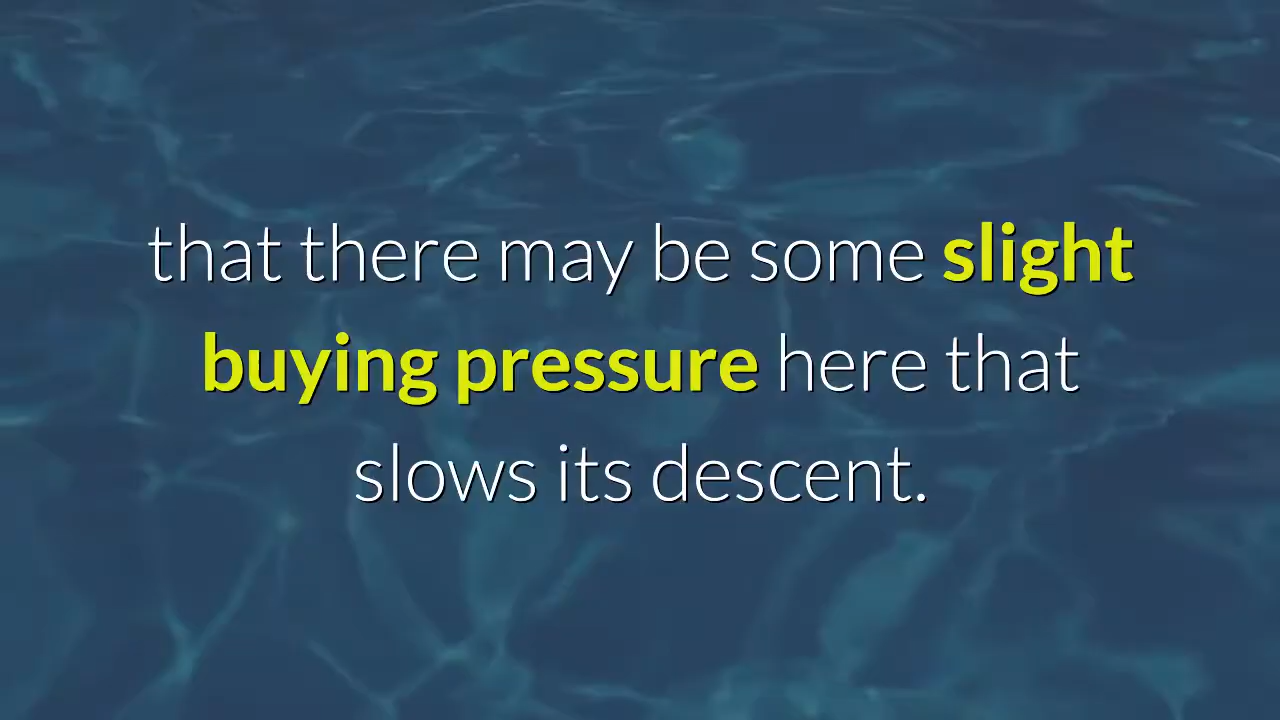 that there may be some slight
buying pressure here that
slows its descent.